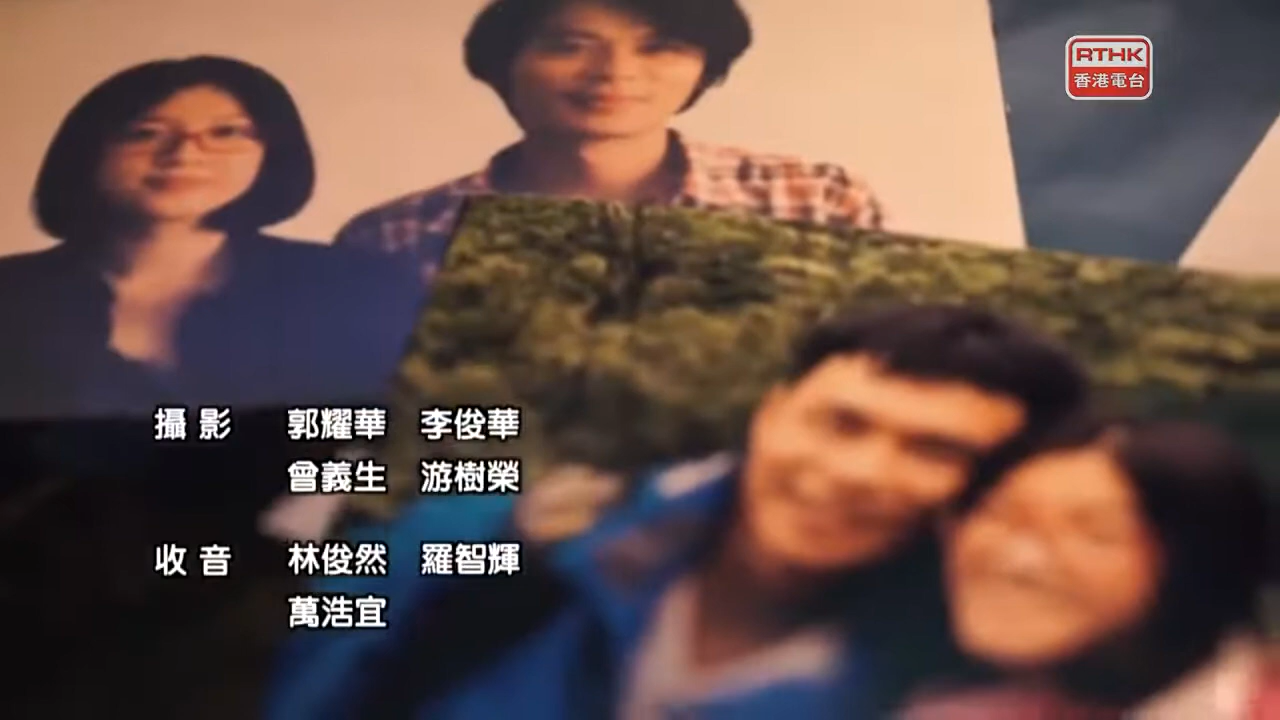 RTHK
香港電台
攝影 郭耀華 李俊華
曾義生 游樹榮
收音 林俊然 羅智輝
萬浩宜